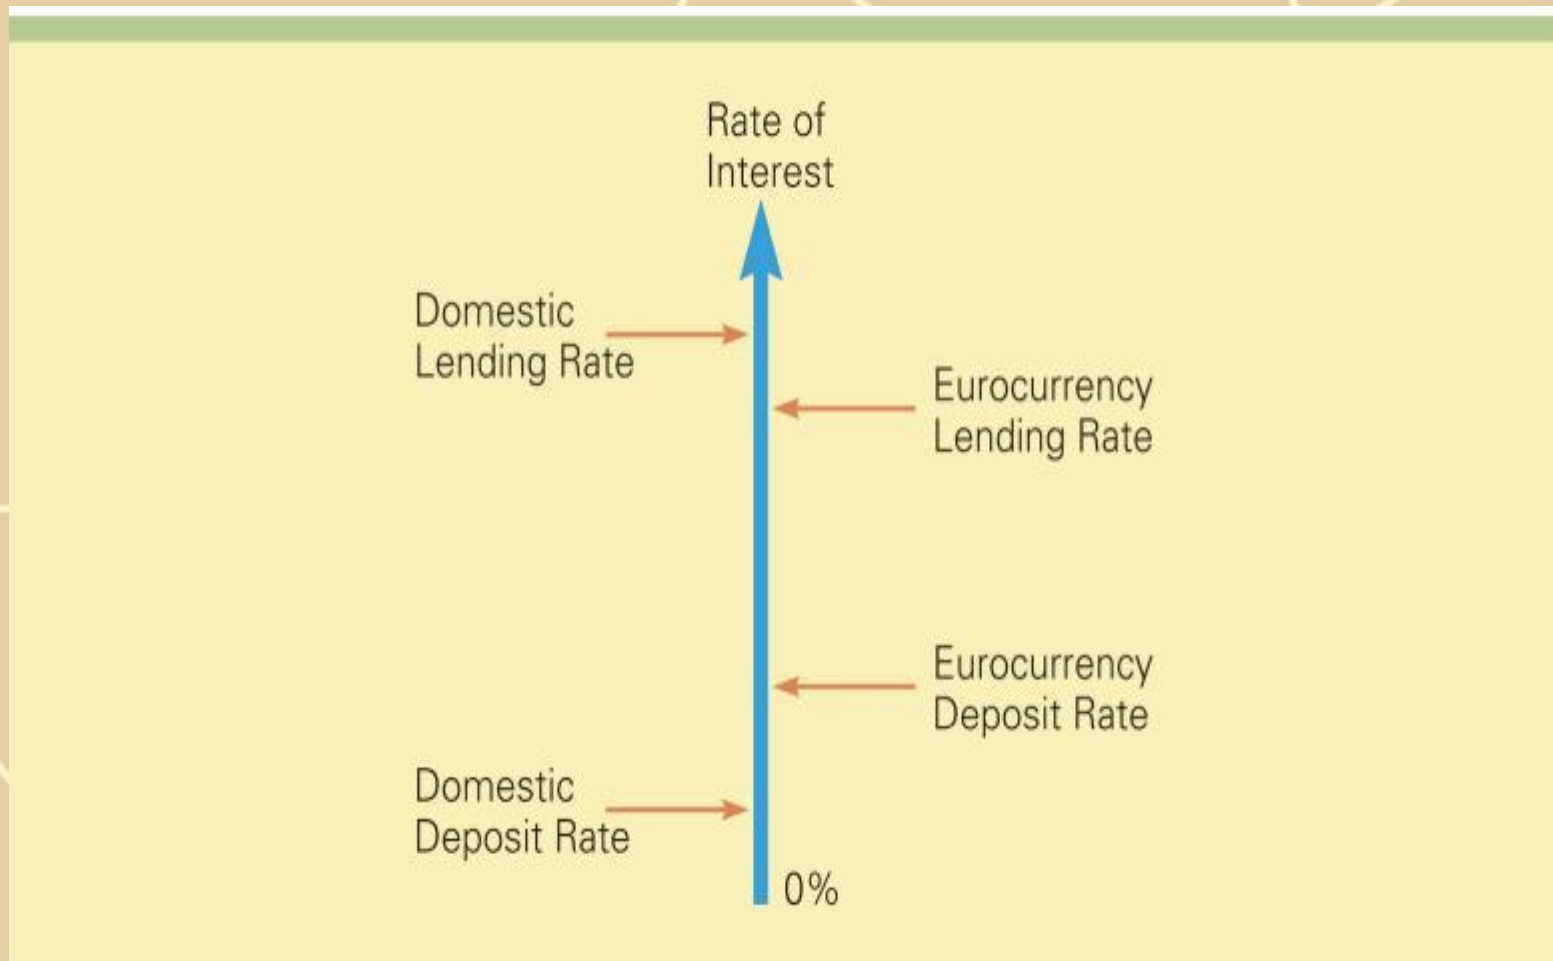 Rate of
Interest
Domestic
Lending Rate
Eurocurrency
Lending Rate
Eurocurrency
Deposit Rate
Domestic
Deposit Rate
0%